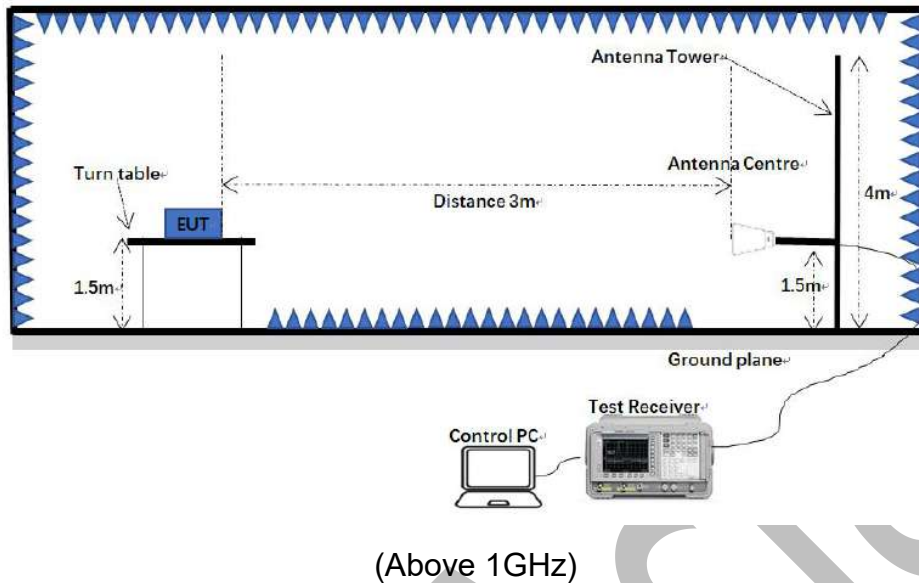 Antenna Tower
Turn table
Antenna Centre
Distance 3m
4m
EUT
1.5m
1.5m
Ground plane
Test Receiver
Control PC
(Above 1GHz)